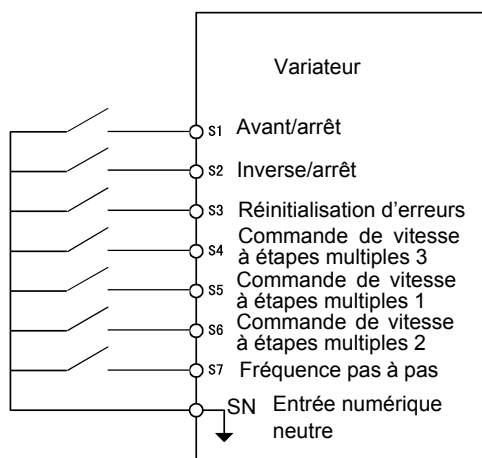 Variateur
S1 Avant/arrêt
S2 Inverse/arrêt
S3 Réinitialisation d'erreurs
S4 Commande de vitesse
à étapes multiples 3
S5 Commande de vitesse
à étapes multiples 1
S6 Commande de vitesse
à étapes multiples 2
S7 Fréquence pas à pas
SN Entrée numérique
neutre